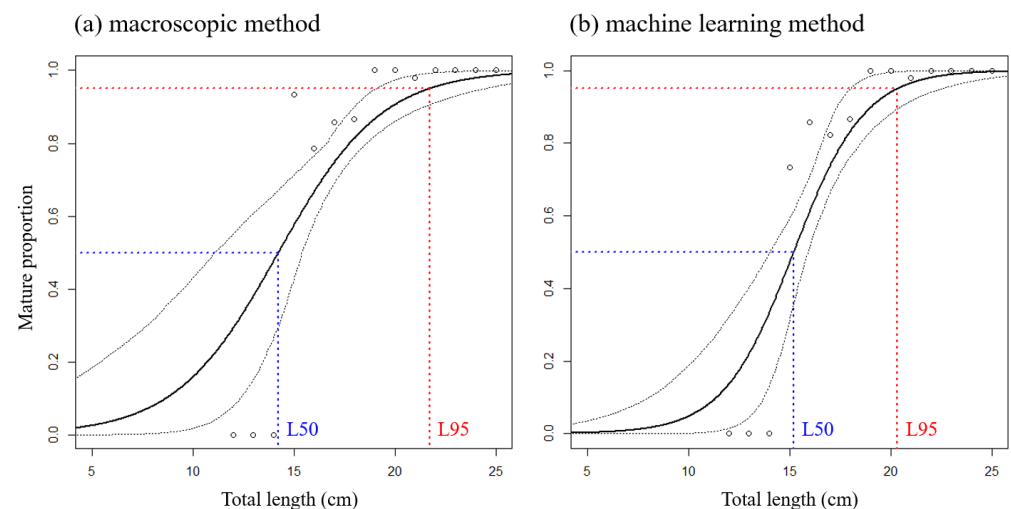 (a) macroscopic method
(b) machine learning method
Mature proportion
1.0
0.8
0.6
0.4
0.2
0.0
L50
L95
5
10
15
20
25
Total length (cm)
1.0
0.8
0.6
0.4
0.2
0.0
L50
L95
5
10
15
20
25
Total length (cm)